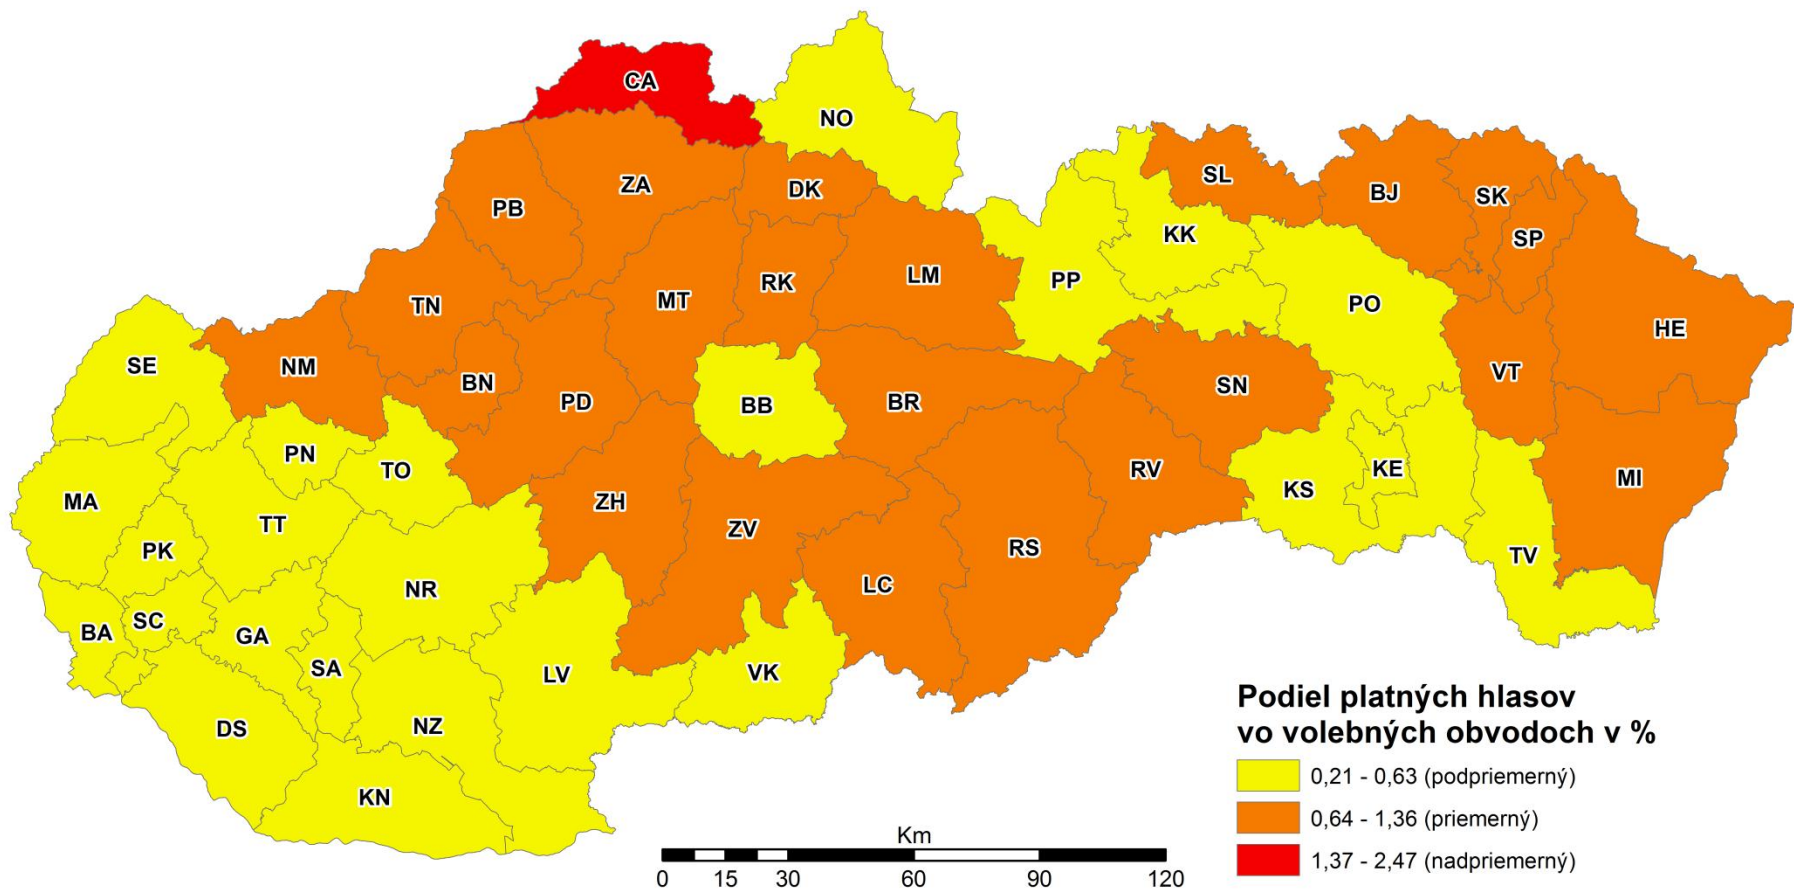 CA
NO
ZA
DK
SL
BJ
SK
PB
SP
KK
RK
LM
PP
MT
TN
PO
HE
SE
NM
BN
PD
BB
BR
SN
VT
PN
TO
RV
KE
KS
MI
MA
TT
ZH
ZV
RS
TV
PK
NR
LC
SC
BA
GA
SA
LV
VK
DS
NZ
KN
Podiel platných hlasov
vo volebných obvodoch v %
0,21 - 0,63 (podpriemerný)
0,64 - 1,36 (priemerný)
1,37 - 2,47 (nadpriemerný)
Km
0 15 30 60 90 120